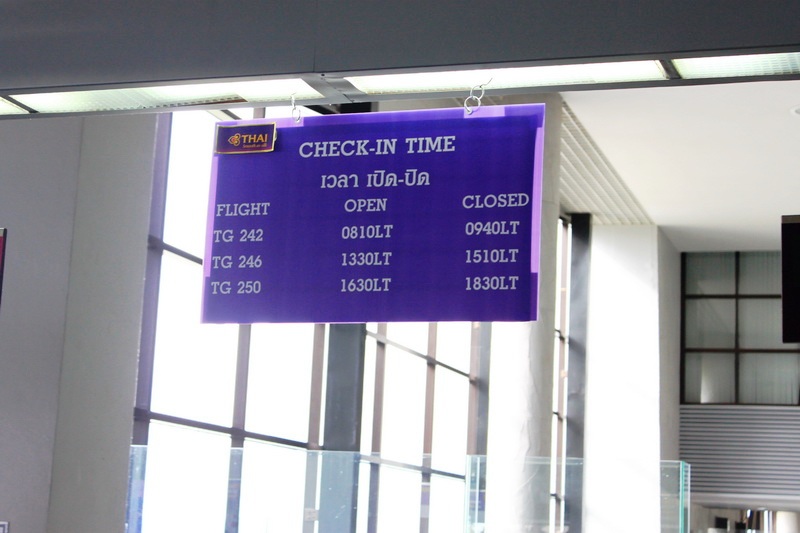 THAI
CHECK-IN TIME
เวลา เปิด-ปิด
FLIGHT OPEN CLOSED
TG 242 0810LT 0940LT
TG 246 1330LT 1510LT
TG 250 1630LT 1830LT